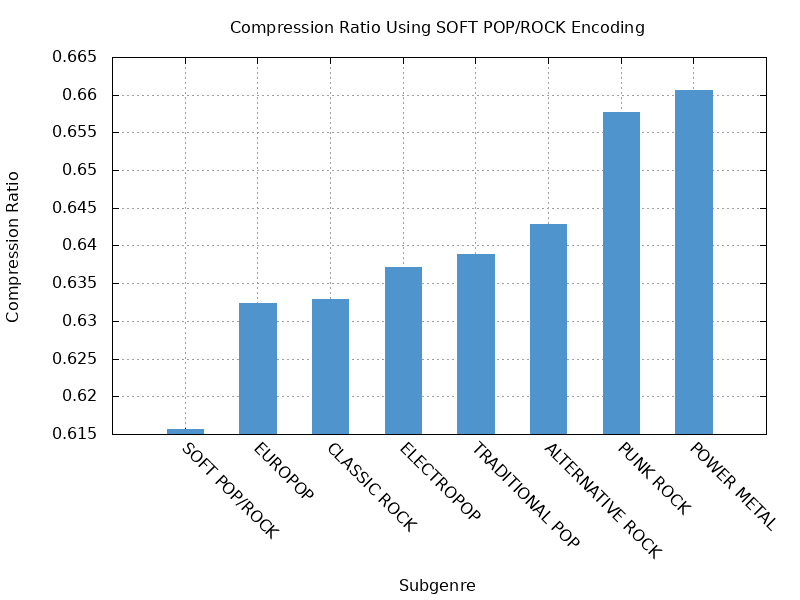 Compression Ratio Using SOFT POP/ROCK Encoding
0.665
0.66
0.655
0.65
0.645
0.64
0.635
0.63
0.625
0.62
0.615
Compression Ratio
SOFT POP/ROCK
EUROPOP
CLASSIC ROCK
ELECTROPOP
TRADITIONAL POP
ALTERNATIVE ROCK
PUNK ROCK
POWER METAL
Subgenre